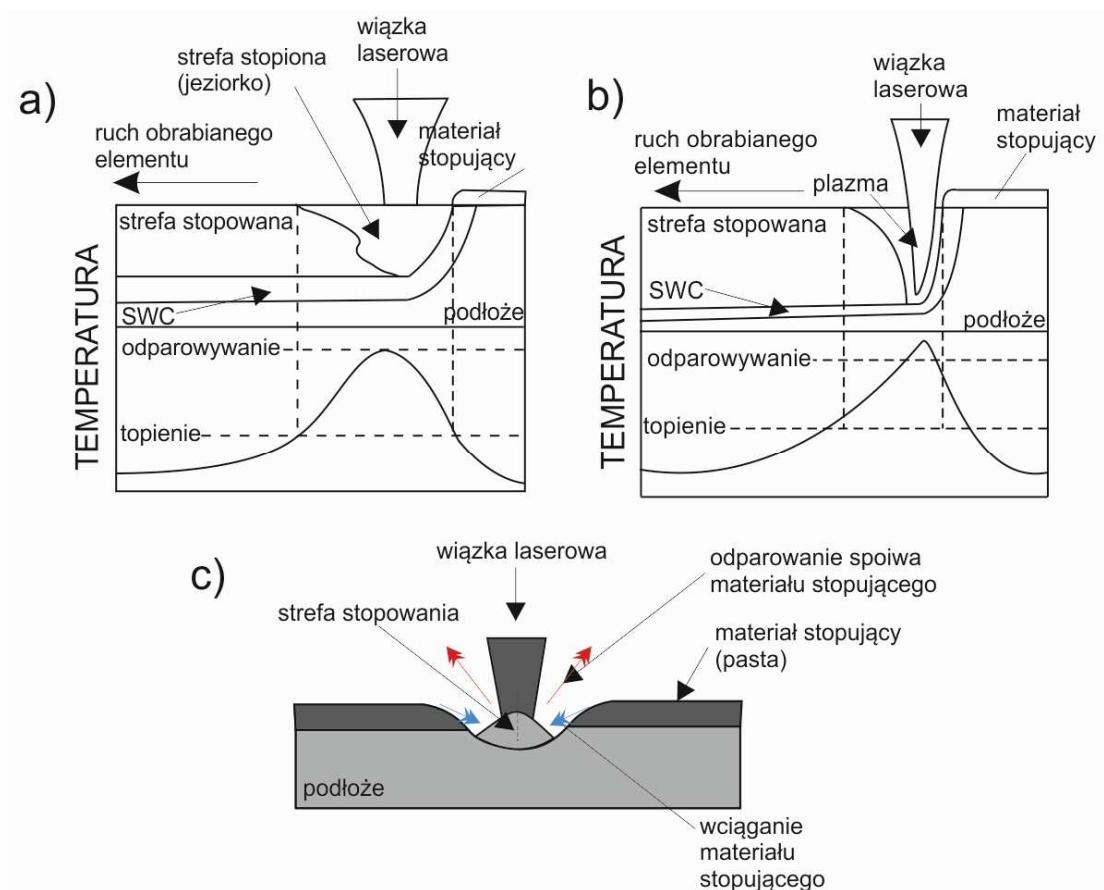 a)
wiązka
laserowa
strefa stopiona
(jeziorko)
ruch obrabianego
elementu
materiał
stopujący
strefa stopowana
SWC
podłoże
TEMPERATURA
odparowywanie
topienie
b)
wiązka
laserowa
materiał
stopujący
ruch obrabianego
elementu
plazma
strefa stopowana
SWC
podłoże
TEMPERATURA
odparowywanie
topienie
c)
wiązka laserowa
odparowanie spoiwa
materiału stopującego
strefa stopowania
materiał stopujący
(pasta)
podłoże
wciąganie
materiału
stopującego